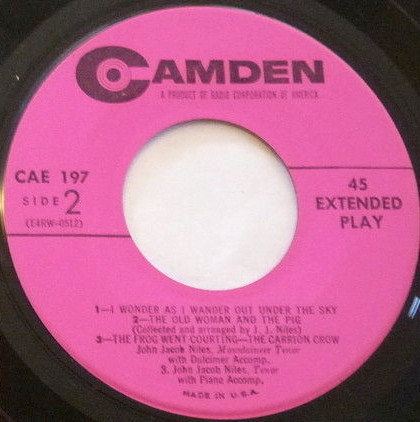 CAMDEN
A PRODUCT OF RADIO CORPORATION OF AMERICA
CAE 197
SIDE 2
(E4RW-0512)
45
EXTENDED
PLAY
1—I WONDER AS I WANDER OUT UNDER THE SKY
2—THE OLD WOMAN AND THE PIG
(Collected and arranged by J. J. Niles)
3—THE FROG WENT COURTING—THE CARRION CROW
John Jacob Niles, Mountaineer Tenor
with Dulcimer Accomp.
3. John Jacob Niles, Tenor
with Piano Accomp.
MADE IN U.S.A.